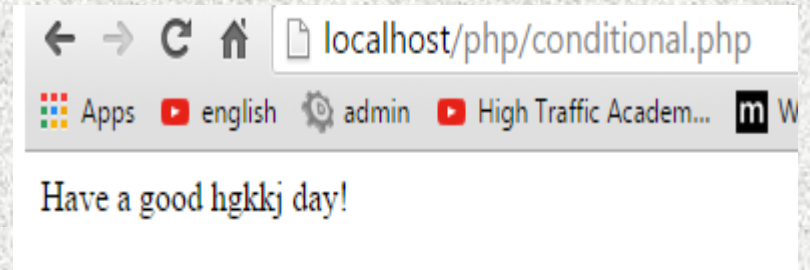 localhost/php/conditional.php
Apps english admin High Traffic Academ... m W
Have a good hgkkj day!